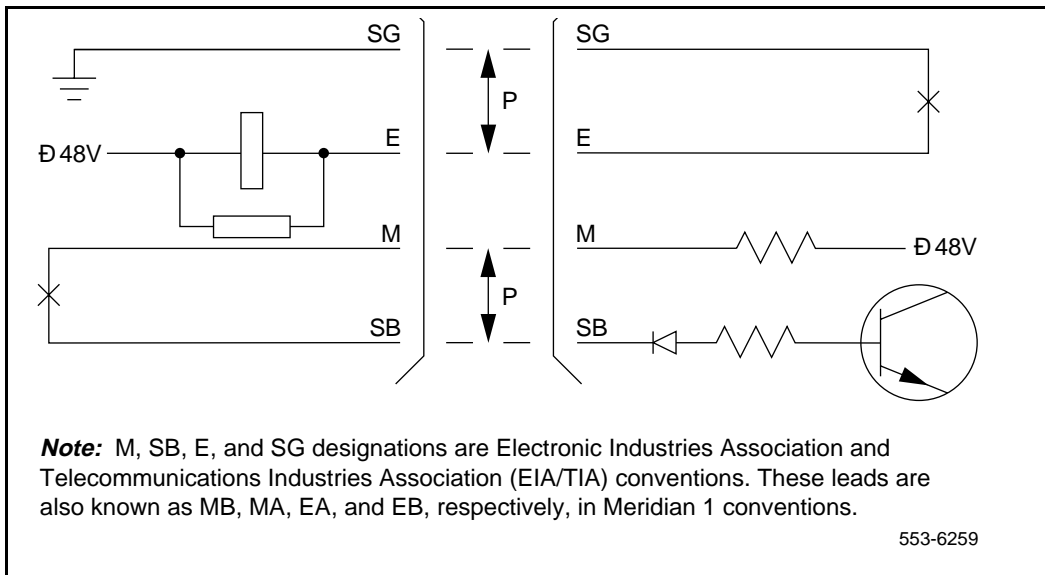 SG SG
P
E E
Ð 48V
M M
Ð 48V
P
SB SB
Note: M, SB, E, and SG designations are Electronic Industries Association and
Telecommunications Industries Association (EIA/TIA) conventions. These leads are
also known as MB, MA, EA, and EB, respectively, in Meridian 1 conventions.
553-6259